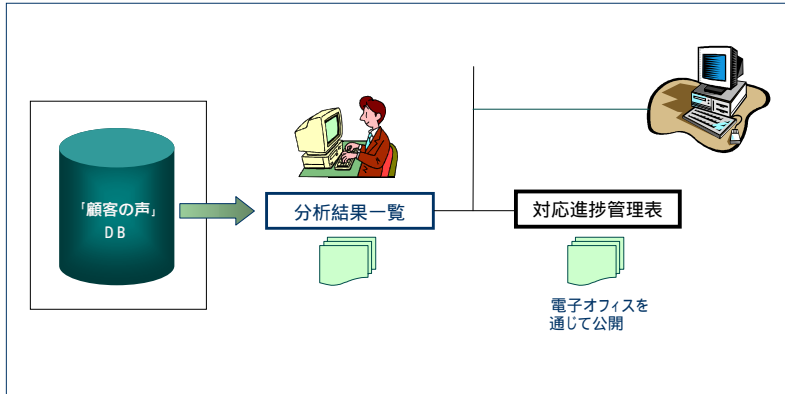 「顧客の声」
DB
分析結果一覧
対応進捗管理表
電子オフィスを
通じて公開